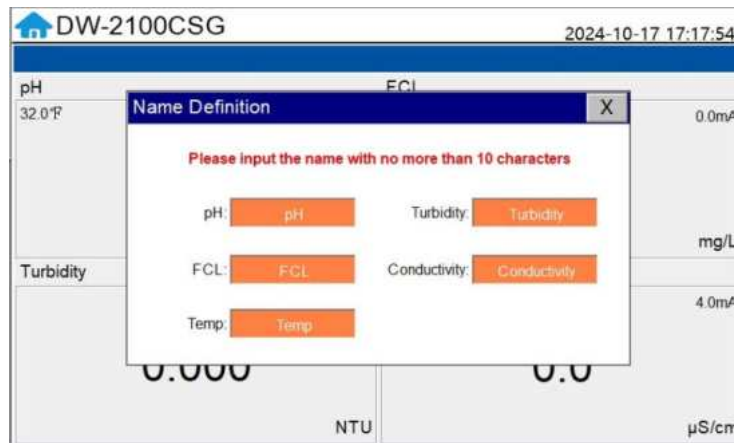 DW-2100CSG
2024-10-17 17:17:54
pH
FCL
32.0°F
0.0mA
Name Definition
X
Please input the name with no more than 10 characters
pH: pH
Turbidity: Turbidity
FCL: FCL
Conductivity: Conductivity
Temp: Temp
mg/L
Turbidity
4.0mA
0.000
0.0
NTU
µS/cm